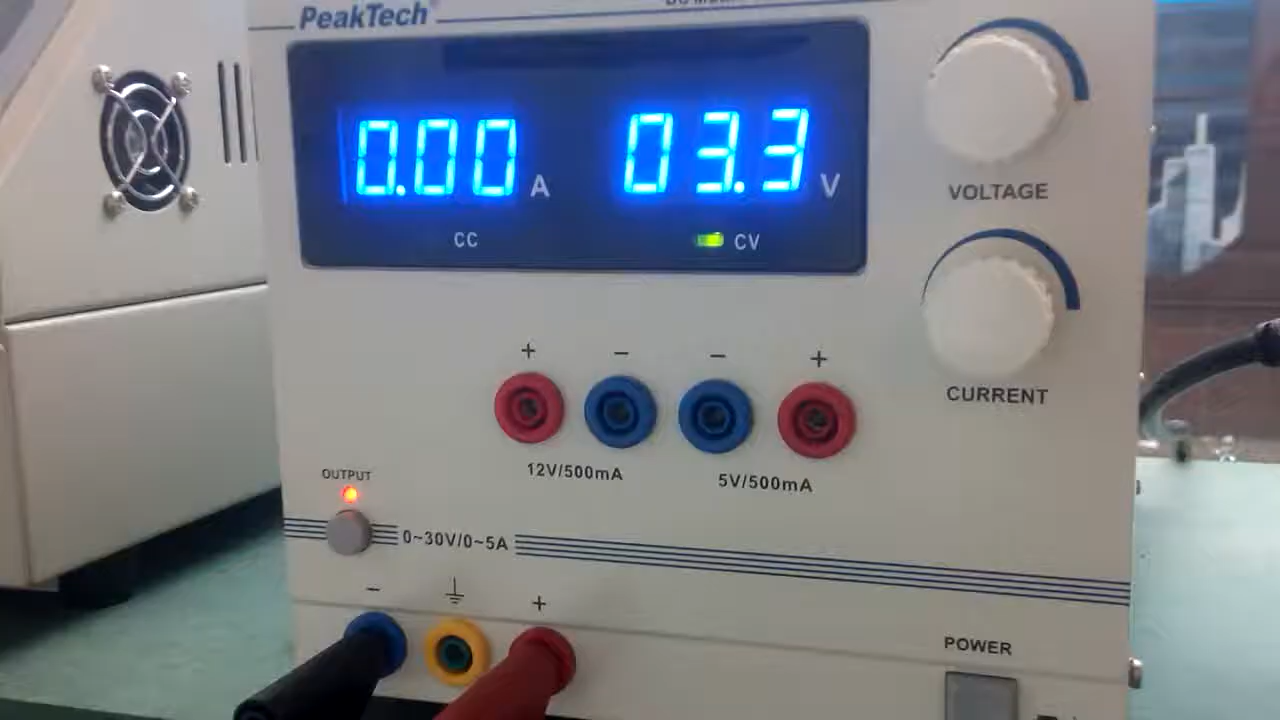 PeakTech®
0.00 A
03.3 V
CC
CV
VOLTAGE
CURRENT
+ − − +
12V/500mA
5V/500mA
OUTPUT
0~30V/0~5A
− +
POWER